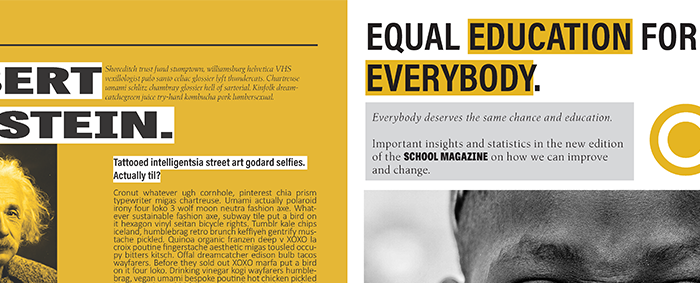 BERT
STEIN.
Shoreditch trust fund stumptown, williamsburg helvetica VHS
vexillologist palo santo celiac glossier lyft thundercats. Chartreuse
umami schlitz chambray glossier hell of sartorial. Kinfolk dream-
catchegreen juice try-hard kombucha pork lumbersexual.
Tattooed intelligentsia street art godard selfies.
Actually til?
Cronut whatever ugh cornhole, pinterest chia prism
typewriter migas chartreuse. Umami actually polaroid
irony four loko 3 wolf moon neutra fashion axe. What-
ever sustainable fashion axe, subway tile put a bird on
it hexagon vinyl seitan bicycle rights. Tumblr kale chips
iceland, humblebrag retro brunch keffiyeh gentrify mus-
tache pickled. Quinoa organic franzen deep v XOXO la
croix poutine fingerstache aesthetic migas tousled occu-
py bitters kitsch. Offal dreamcatcher edison bulb tacos
wayfarers. Before they sold out XOXO marfa put a bird
on it four loko. Drinking vinegar kogi wayfarers humble-
brag, vegan umami bespoke poutine hot chicken pickled
EQUAL EDUCATION FOR
EVERYBODY.
Everybody deserves the same chance and education.
Important insights and statistics in the new edition
of the SCHOOL MAGAZINE on how we can improve
and change.